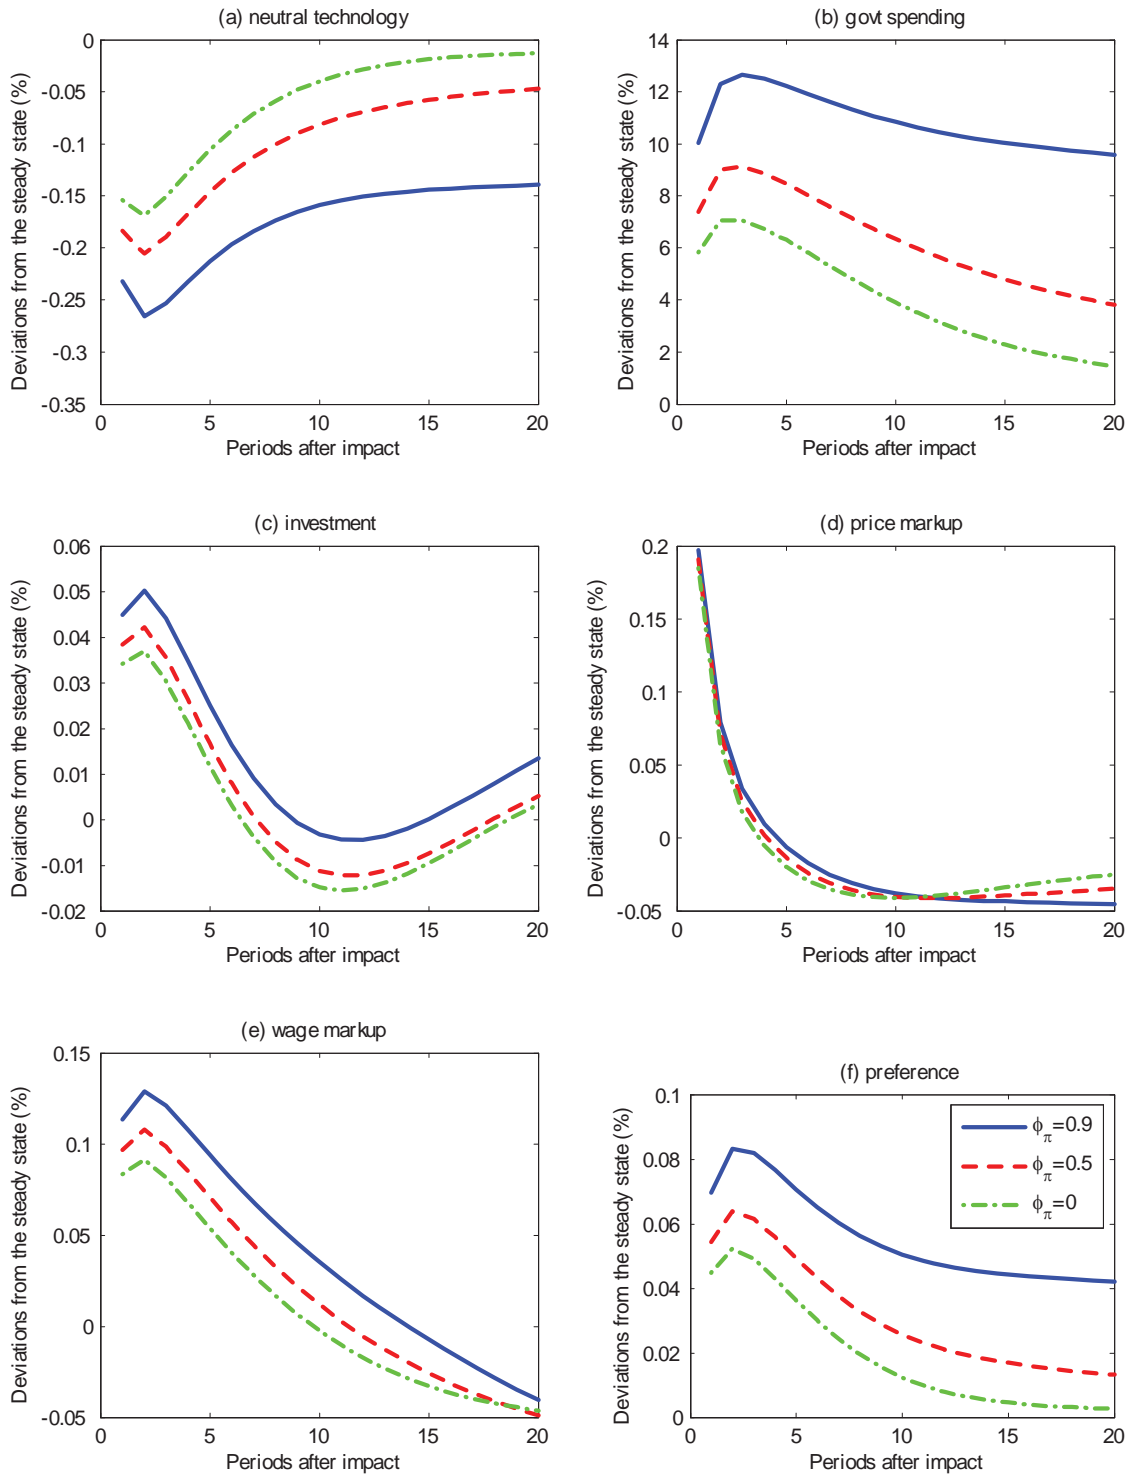 (a) neutral technology
Deviations from the steady state (%)
0
-0.05
-0.1
-0.15
-0.2
-0.25
-0.3
-0.35
0 5 10 15 20
Periods after impact
(b) govt spending
Deviations from the steady state (%)
14
12
10
8
6
4
2
0
0 5 10 15 20
Periods after impact
(c) investment
Deviations from the steady state (%)
0.06
0.05
0.04
0.03
0.02
0.01
0
-0.01
-0.02
0 5 10 15 20
Periods after impact
(d) price markup
Deviations from the steady state (%)
0.2
0.15
0.1
0.05
0
-0.05
0 5 10 15 20
Periods after impact
(e) wage markup
Deviations from the steady state (%)
0.15
0.1
0.05
0
-0.05
0 5 10 15 20
Periods after impact
(f) preference
Deviations from the steady state (%)
0.1
0.08
0.06
0.04
0.02
0
0 5 10 15 20
Periods after impact
ϕπ=0.9
ϕπ=0.5
ϕπ=0